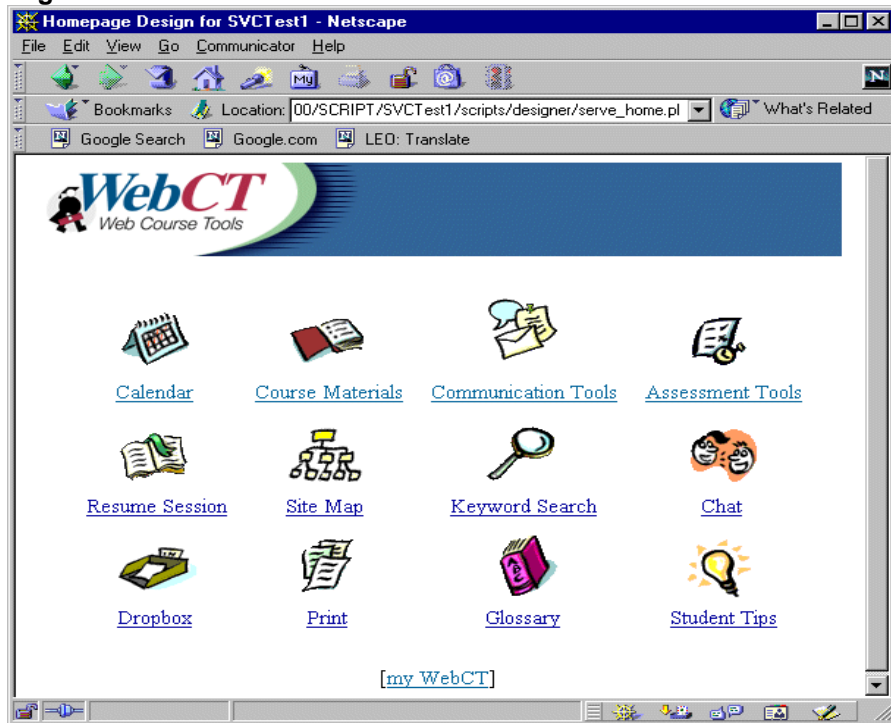 Homepage Design for SVCTest1 - Netscape
File Edit View Go Communicator Help
My
N
Bookmarks Location: 00/SCRIPT/SVCTest1/scripts/designer/serve_home.pl What's Related
Google Search Google.com LEO: Translate
WebCT
Web Course Tools
Calendar Course Materials Communication Tools Assessment Tools
Resume Session Site Map Keyword Search Chat
ABC
Dropbox Print Glossary Student Tips
[my WebCT]